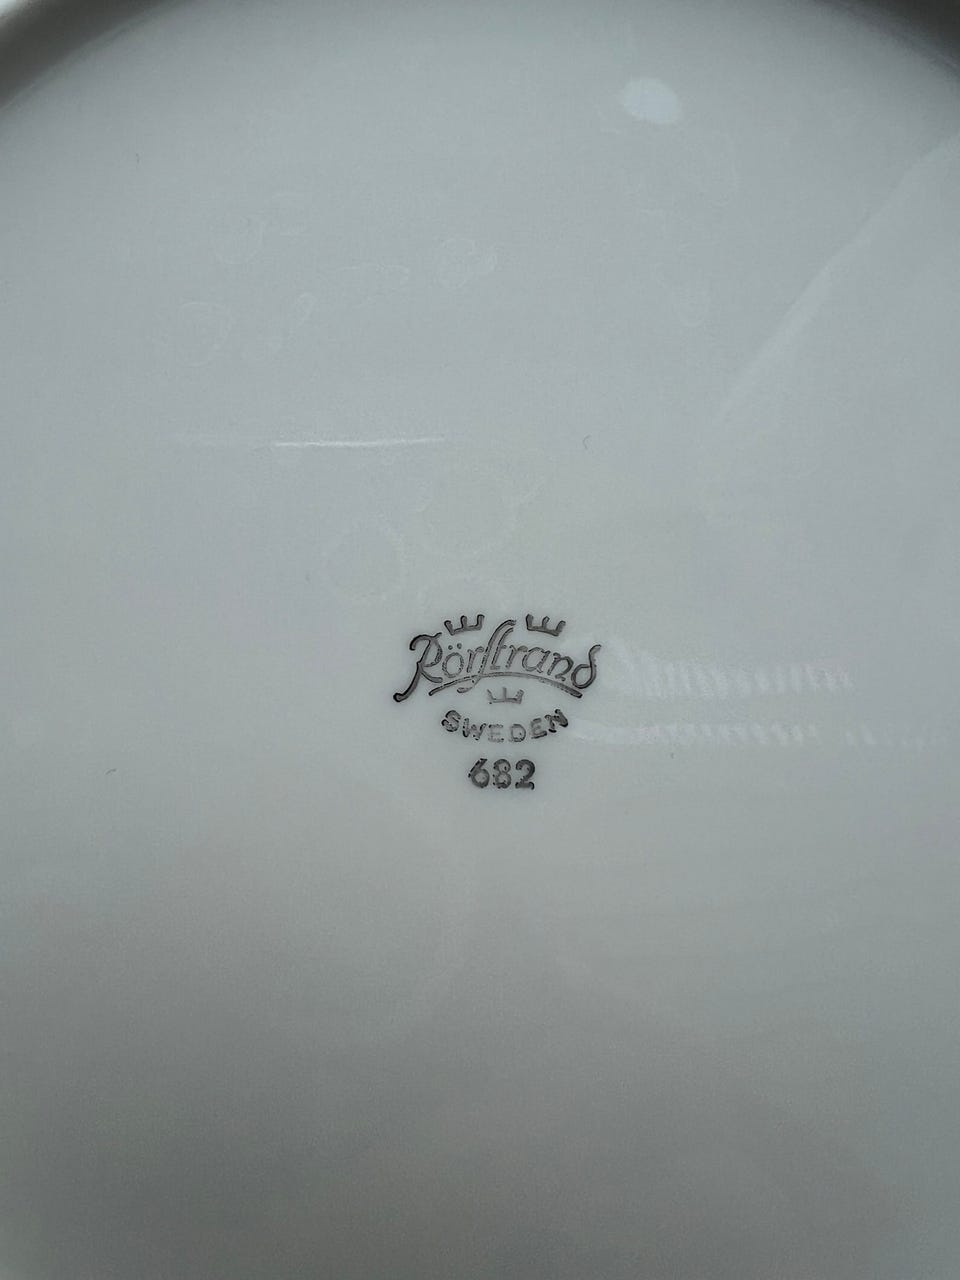 Rörstrand
SWEDEN
682